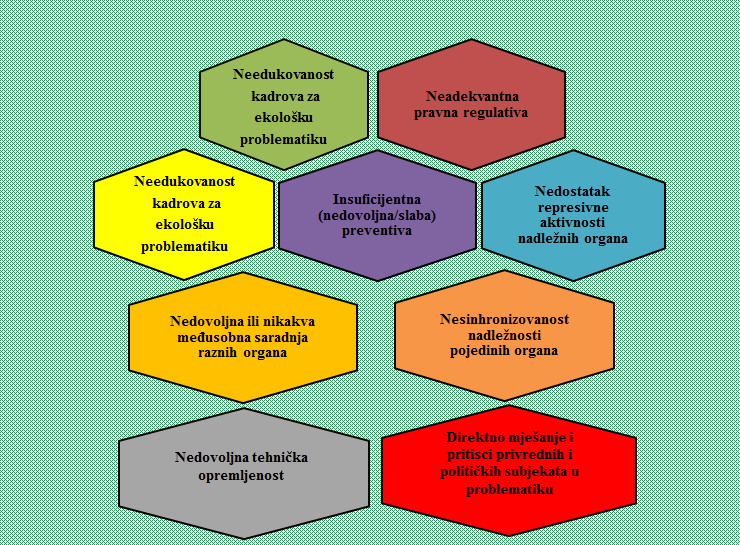 Needukovanost
kadrova za
ekološku
problematiku
Neadekvantna
pravna regulativa
Needukovanost
kadrova za
ekološku
problematiku
Insuficijentna
(nedovoljna/slaba)
preventiva
Nedostatak
represivne
aktivnosti
nadležnih organa
Nedovoljna ili nikakva
međusobna saradnja
raznih organa
Nesinhronizovanost
nadležnosti
pojedinih organa
Nedovoljna tehnička
opremljenost
Direktno mješanje i
pritisci privrednih i
političkih subjekata u
problematiku